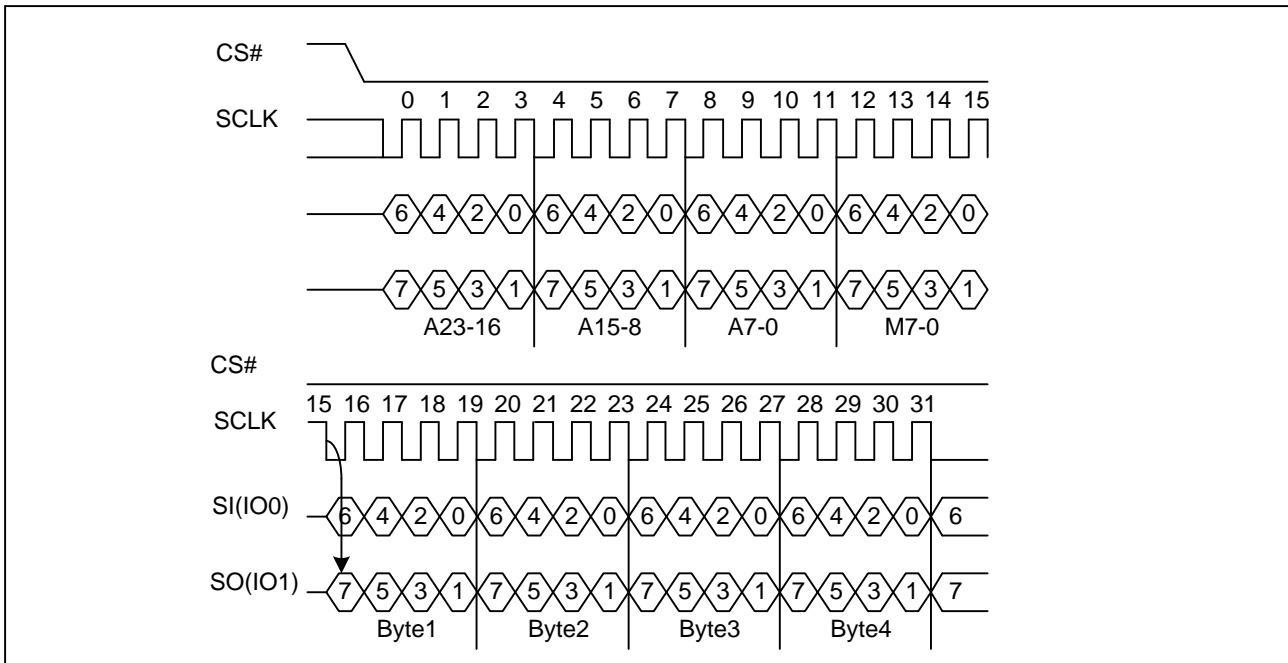 CS#
0 1 2 3 4 5 6 7 8 9 10 11 12 13 14 15
SCLK
6 4 2 0 6 4 2 0 6 4 2 0 6 4 2 0
7 5 3 1 7 5 3 1 7 5 3 1 7 5 3 1
A23-16 A15-8 A7-0 M7-0
CS#
15 16 17 18 19 20 21 22 23 24 25 26 27 28 29 30 31
SCLK
SI(IO0) 6 4 2 0 6 4 2 0 6 4 2 0 6 4 2 0 6
SO(IO1) 7 5 3 1 7 5 3 1 7 5 3 1 7 5 3 1 7
Byte1 Byte2 Byte3 Byte4